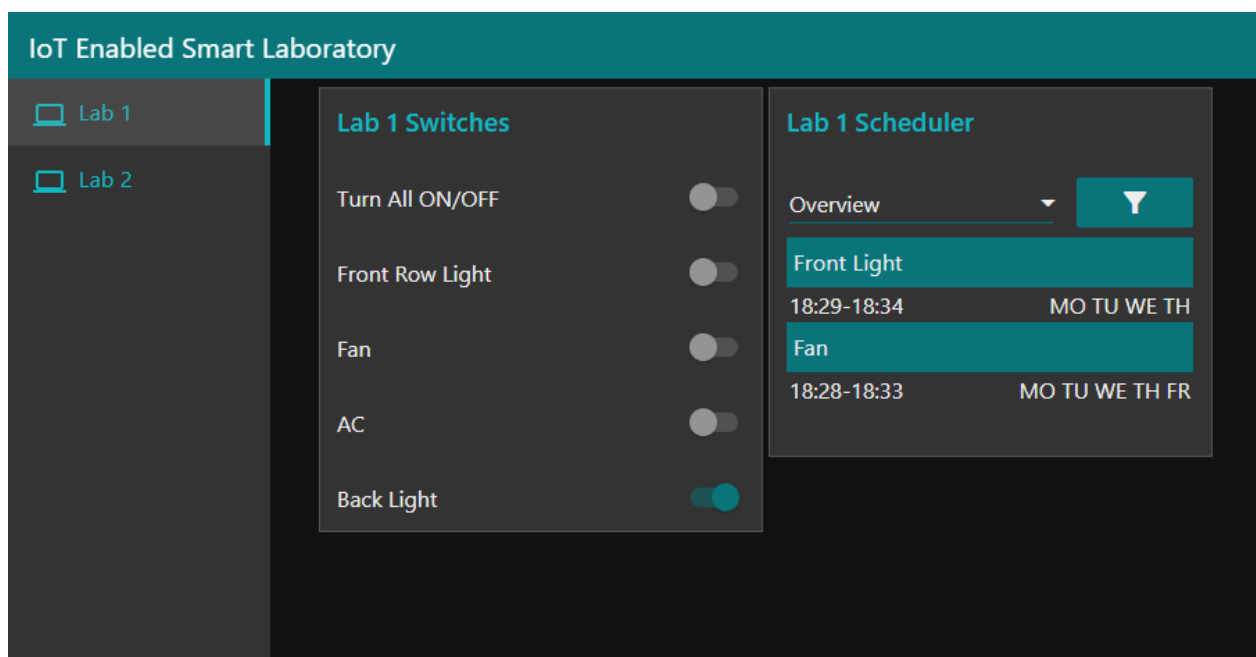 IoT Enabled Smart Laboratory
Lab 1
Lab 2
Lab 1 Switches
Turn All ON/OFF
Front Row Light
Fan
AC
Back Light
Lab 1 Scheduler
Overview
Front Light
18:29-18:34 MO TU WE TH
Fan
18:28-18:33 MO TU WE TH FR